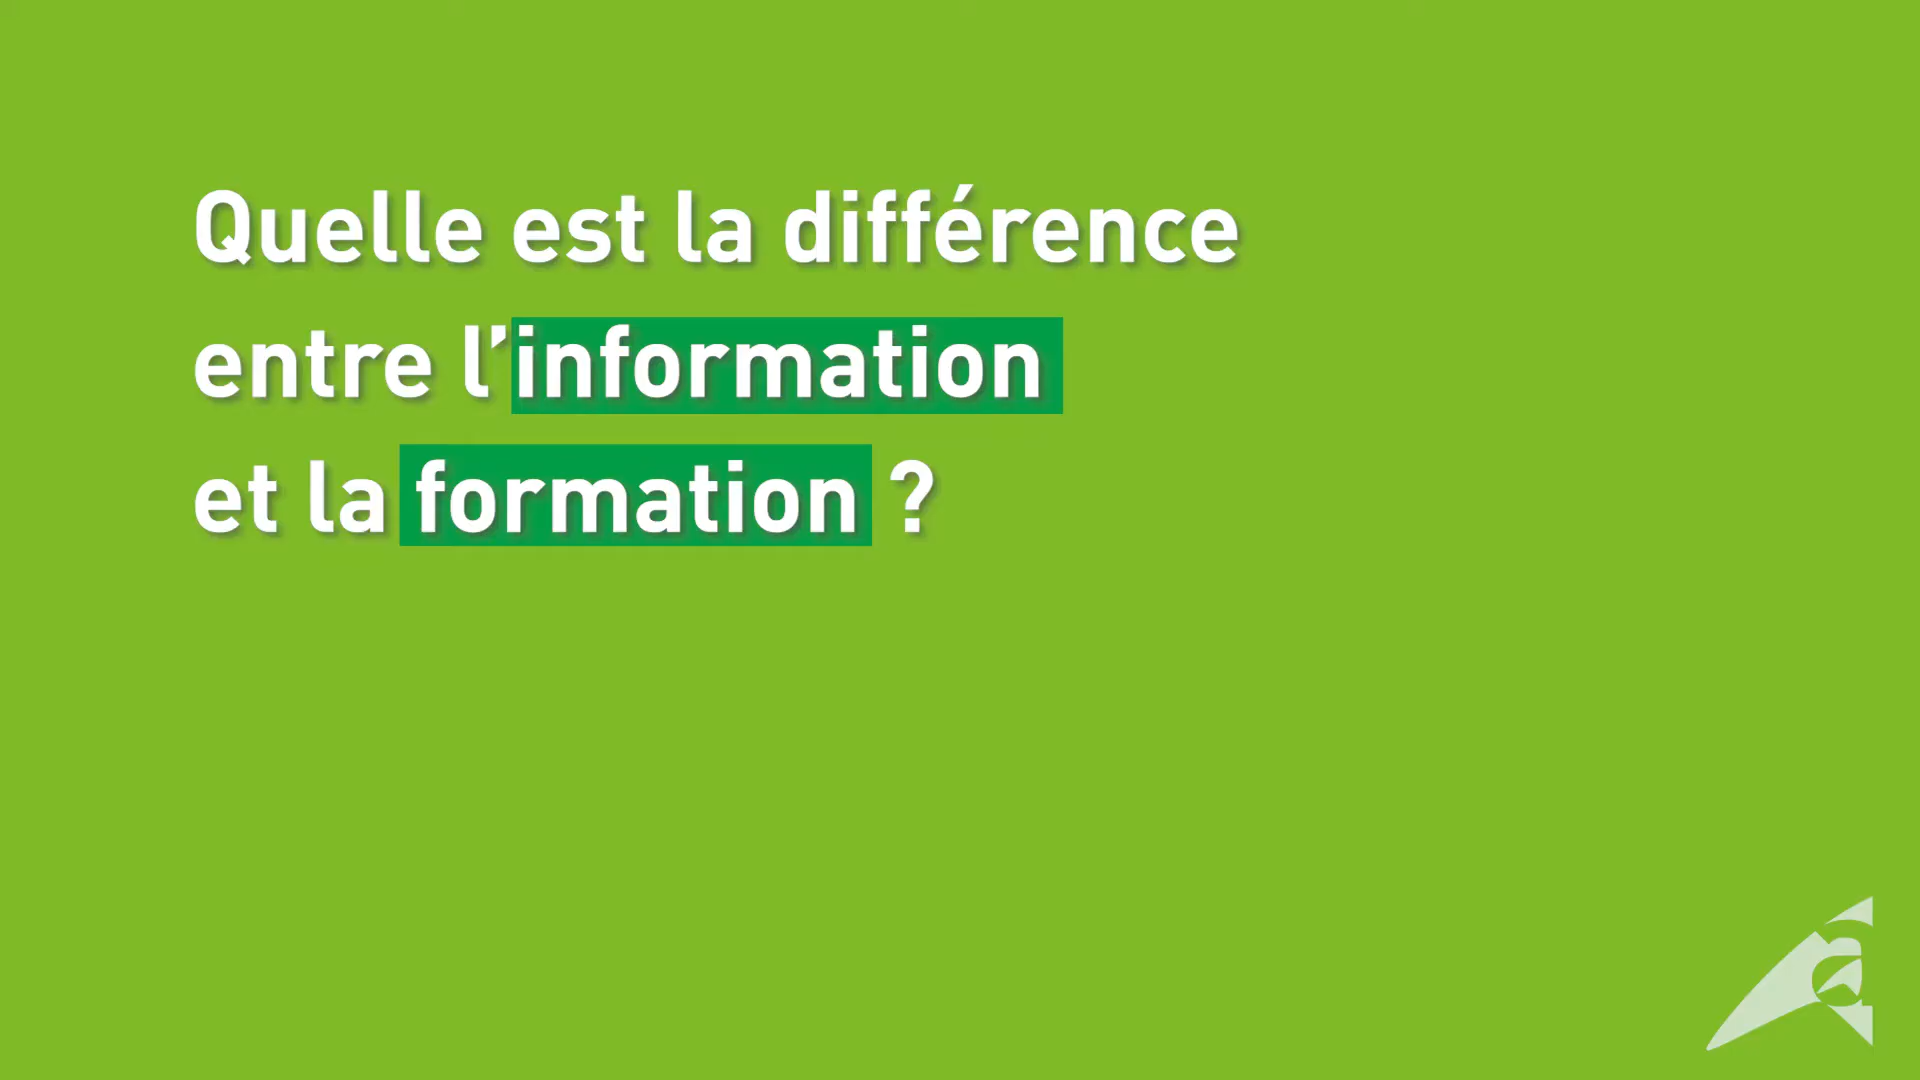 Quelle est la différence
entre l’information
et la formation ?